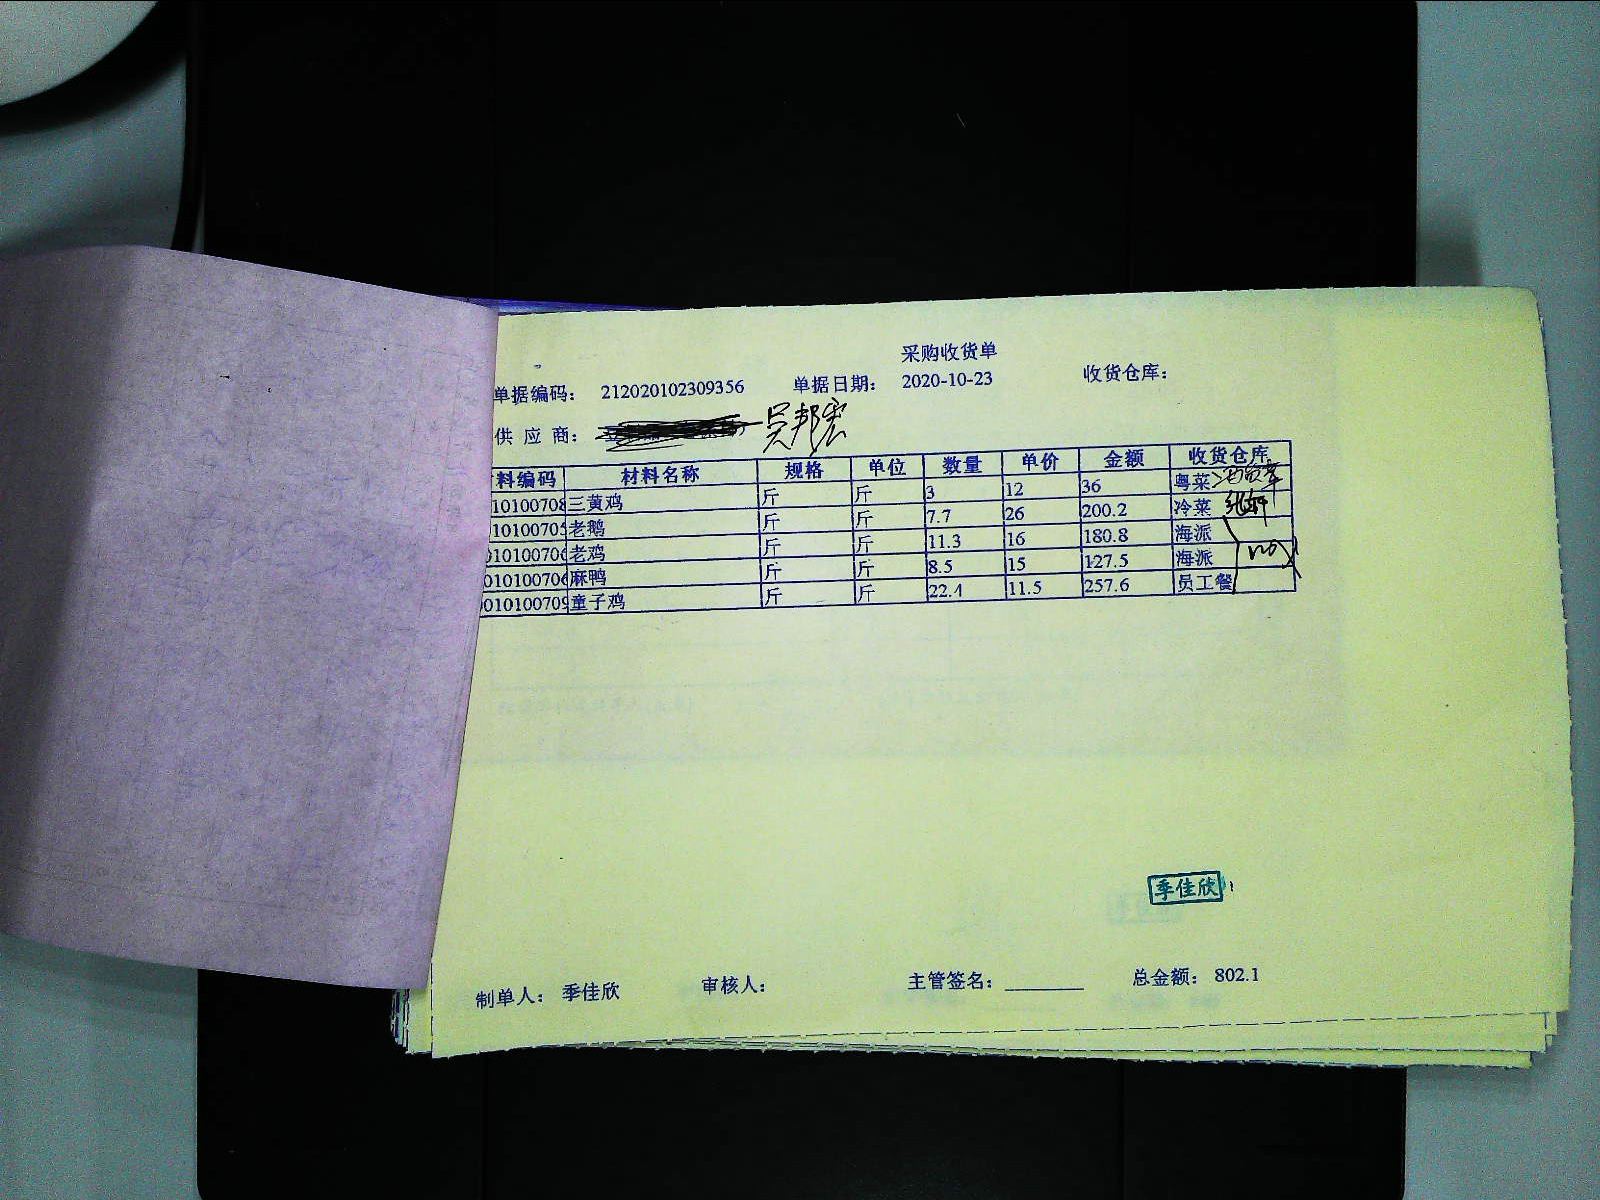 采购收货单
单据编码： 212020102309356 单据日期： 2020-10-23 收货仓库：
供 应 商： 吴邦宏
料编码 材料名称 规格 单位 数量 单价 金额 收货仓库
三黄鸡 斤 斤 3 12 36 粤菜
老鹅 斤 斤 7.7 26 200.2 冷菜
老鸡 斤 斤 11.3 16 180.8 海派
麻鸭 斤 斤 8.5 15 127.5 海派
童子鸡 斤 斤 22.4 11.5 257.6 员工餐
季佳欣
制单人： 季佳欣 审核人： 主管签名： 总金额： 802.1